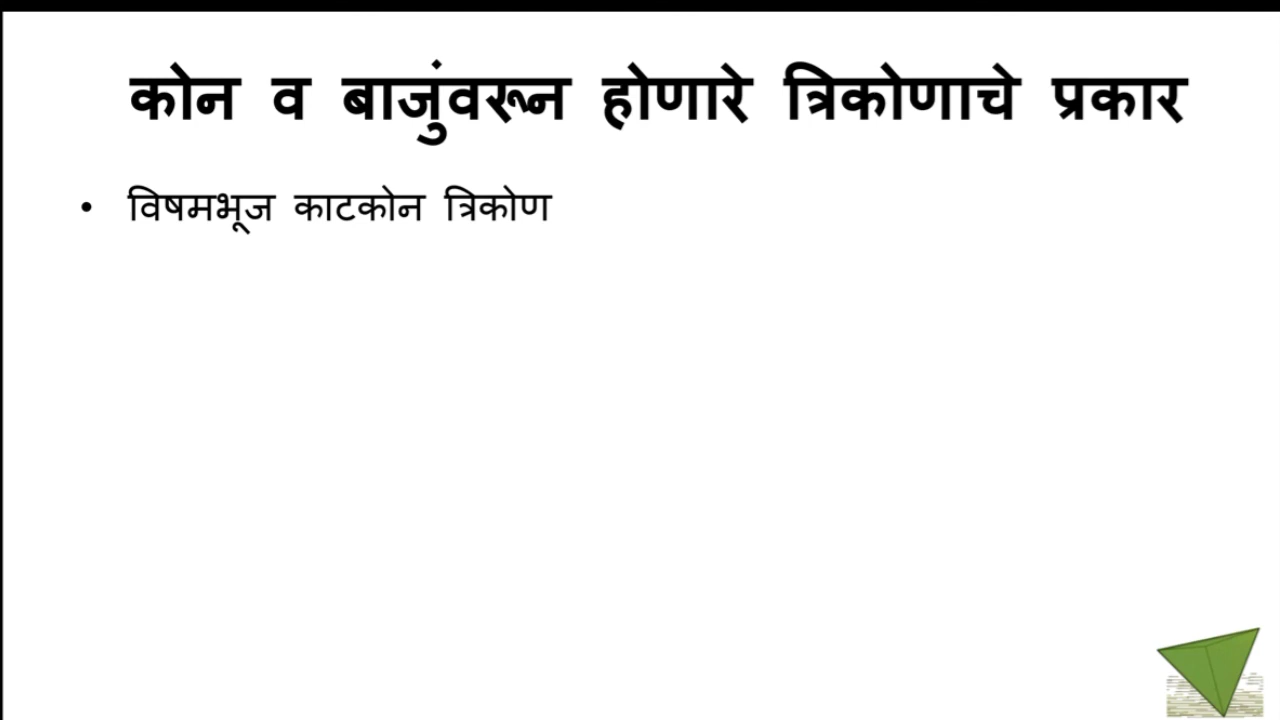 कोन व बाजुंवरून होणारे त्रिकोणाचे प्रकार
• विषमभूज काटकोन त्रिकोण